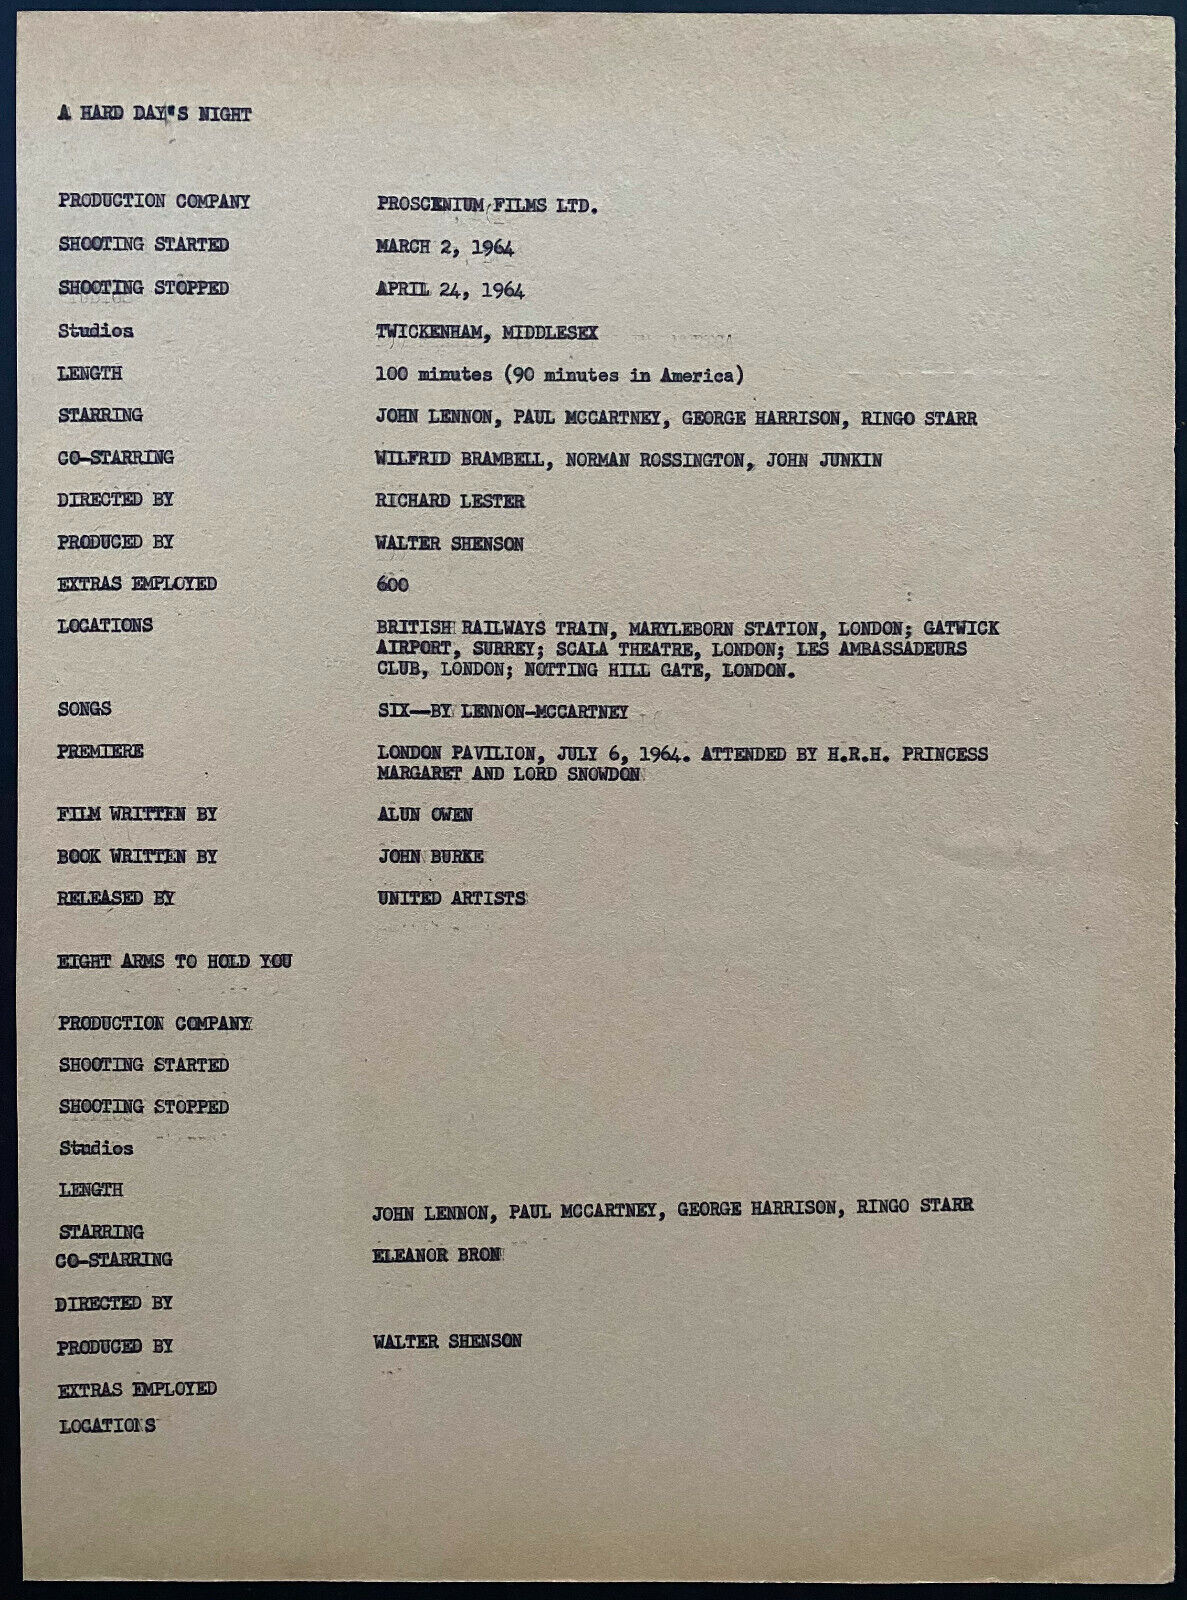 A HARD DAY'S NIGHT
PRODUCTION COMPANY PROSCENIUM FILMS LTD.
SHOOTING STARTED MARCH 2, 1964
SHOOTING STOPPED APRIL 24, 1964
Studios TWICKENHAM, MIDDLESEX
LENGTH 100 minutes (90 minutes in America)
STARRING JOHN LENNON, PAUL MCCARTNEY, GEORGE HARRISON, RINGO STARR
CO-STARRING WILFRID BRAMBELL, NORMAN ROSSINGTON, JOHN JUNKIN
DIRECTED BY RICHARD LESTER
PRODUCED BY WALTER SHENSON
EXTRAS EMPLOYED 600
LOCATIONS BRITISH RAILWAYS TRAIN, MARYLEBORN STATION, LONDON; GATWICK
AIRPORT, SURREY; SCALA THEATRE, LONDON; LES AMBASSADEURS
CLUB, LONDON; NOTTING HILL GATE, LONDON.
SONGS SIX--BY LENNON-MCCARTNEY
PREMIERE LONDON PAVILION, JULY 6, 1964. ATTENDED BY H.R.H. PRINCESS
MARGARET AND LORD SNOWDON
FILM WRITTEN BY ALUN OWEN
BOOK WRITTEN BY JOHN BURKE
RELEASED BY UNITED ARTISTS
EIGHT ARMS TO HOLD YOU
PRODUCTION COMPANY
SHOOTING STARTED
SHOOTING STOPPED
Studios
LENGTH
STARRING JOHN LENNON, PAUL MCCARTNEY, GEORGE HARRISON, RINGO STARR
CO-STARRING ELEANOR BRON
DIRECTED BY
PRODUCED BY WALTER SHENSON
EXTRAS EMPLOYED
LOCATIONS